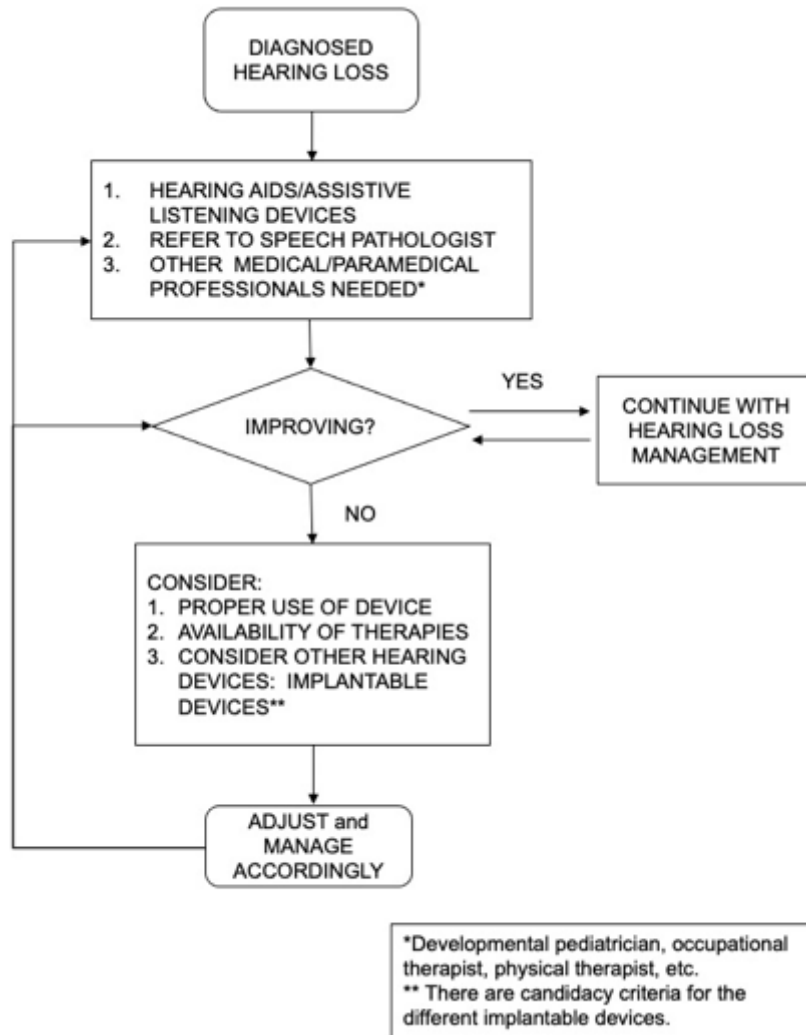 DIAGNOSED
HEARING LOSS
1. HEARING AIDS/ASSISTIVE
LISTENING DEVICES
2. REFER TO SPEECH PATHOLOGIST
3. OTHER MEDICAL/PARAMEDICAL
PROFESSIONALS NEEDED*
IMPROVING?
YES
CONTINUE WITH
HEARING LOSS
MANAGEMENT
NO
CONSIDER:
1. PROPER USE OF DEVICE
2. AVAILABILITY OF THERAPIES
3. CONSIDER OTHER HEARING
DEVICES: IMPLANTABLE
DEVICES**
ADJUST and
MANAGE
ACCORDINGLY
*Developmental pediatrician, occupational
therapist, physical therapist, etc.
** There are candidacy criteria for the
different implantable devices.